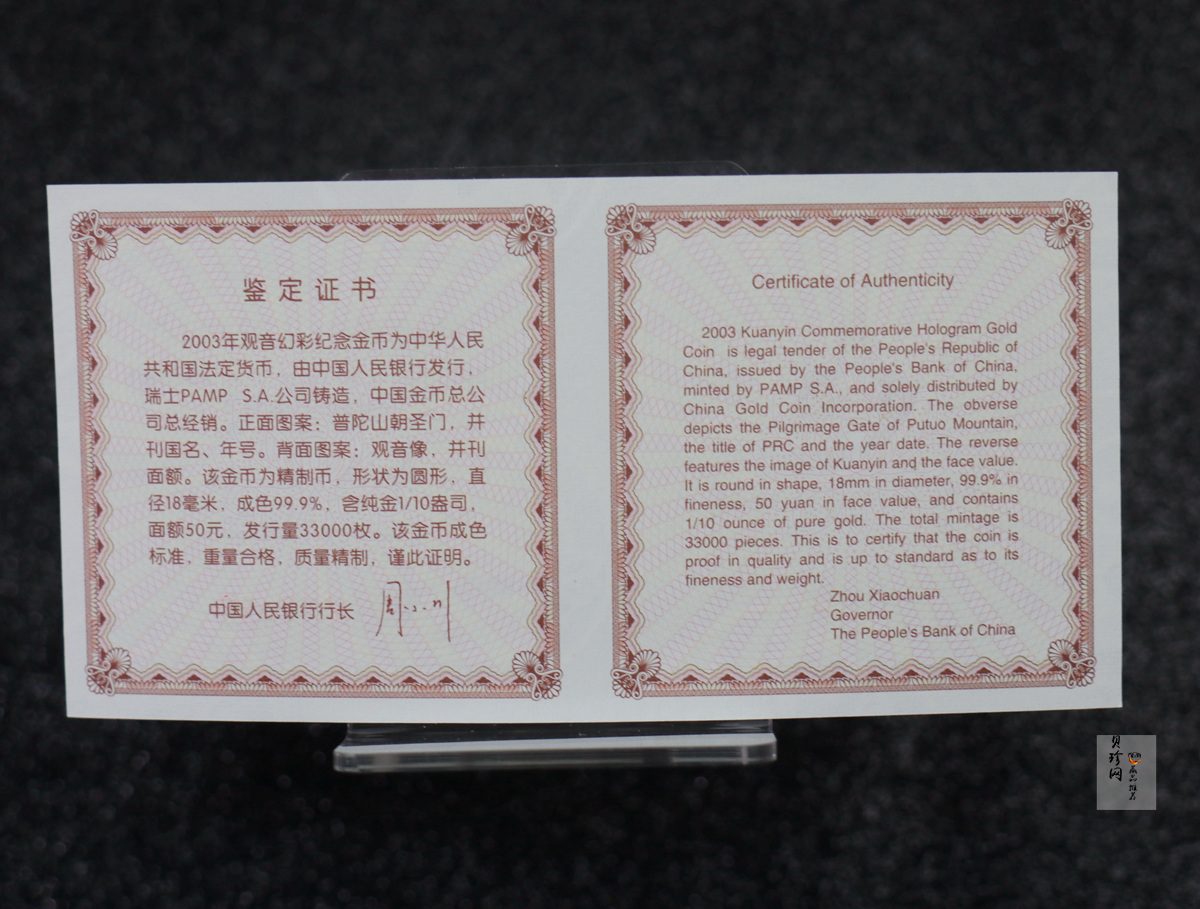 鉴定证书
2003年观音幻彩纪念金币为中华人民
共和国法定货币，由中国人民银行发行，
瑞士PAMP S.A.公司铸造，中国金币总公
司总经销。正面图案：普陀山朝圣门，并
刊国名、年号。背面图案：观音像，并刊
面额。该金币为精制币，形状为圆形，直
径18毫米，成色99.9%，含纯金1/10盎司，
面额50元，发行量33000枚。该金币成色
标准，重量合格，质量精制，谨此证明。
中国人民银行行长 周小川
Certificate of Authenticity
2003 Kuanyin Commemorative Hologram Gold
Coin is legal tender of the People's Republic of
China, issued by the People's Bank of China,
minted by PAMP S.A., and solely distributed by
China Gold Coin Incorporation. The obverse
depicts the Pilgrimage Gate of Putuo Mountain,
the title of PRC and the year date. The reverse
features the image of Kuanyin and the face value.
It is round in shape, 18mm in diameter, 99.9% in
fineness, 50 yuan in face value, and contains
1/10 ounce of pure gold. The total mintage is
33000 pieces. This is to certify that the coin is
proof in quality and is up to standard as to its
fineness and weight.
Zhou Xiaochuan
Governor
The People's Bank of China
贝珍网